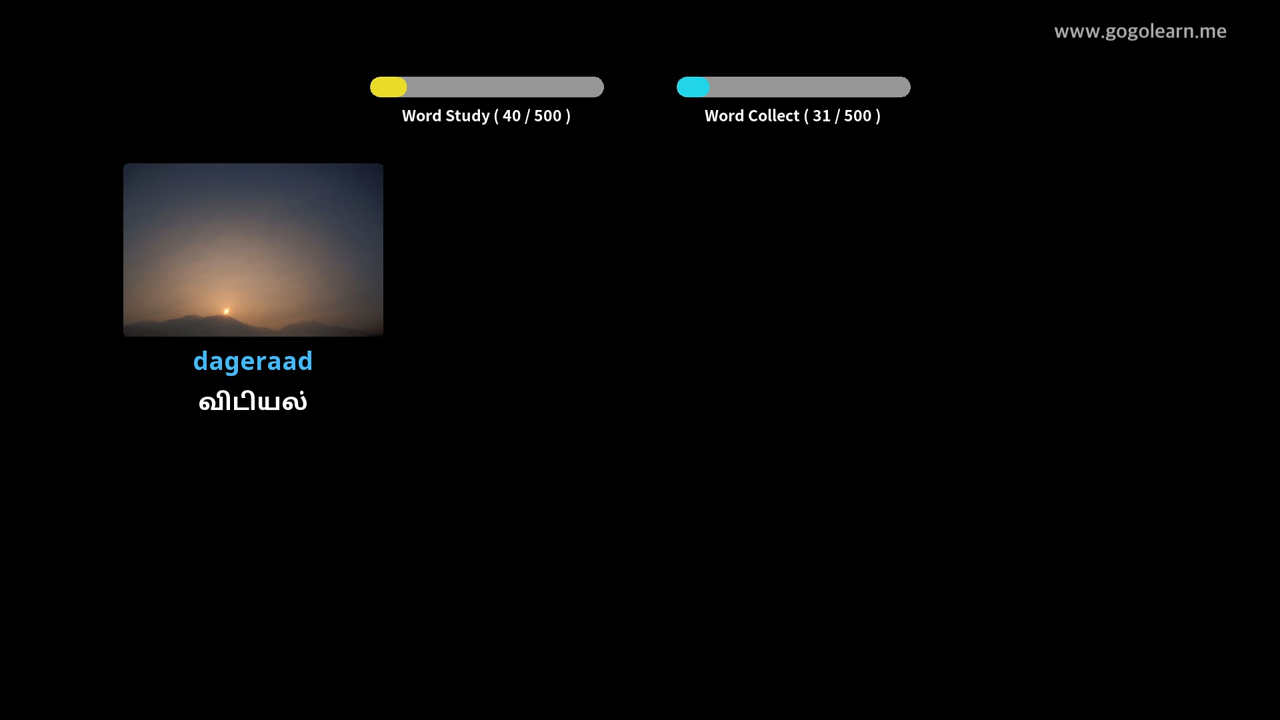 www.gogolearn.me
Word Study ( 40 / 500 )
Word Collect ( 31 / 500 )
dageraad
விடியல்